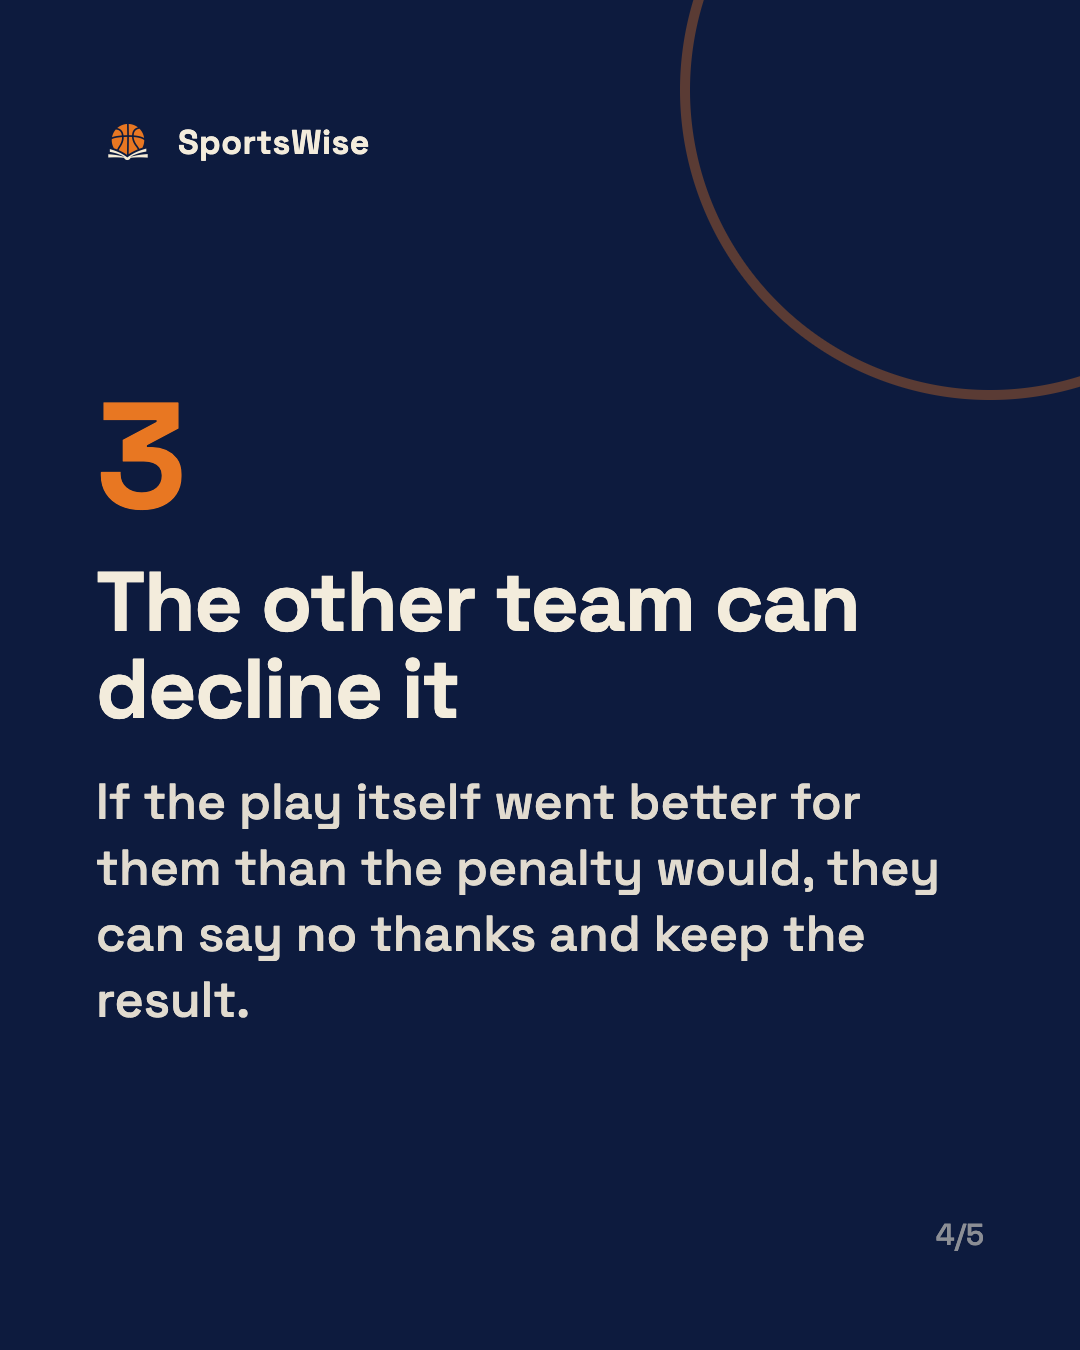 SportsWise
3
The other team can
decline it
If the play itself went better for
them than the penalty would, they
can say no thanks and keep the
result.
4/5